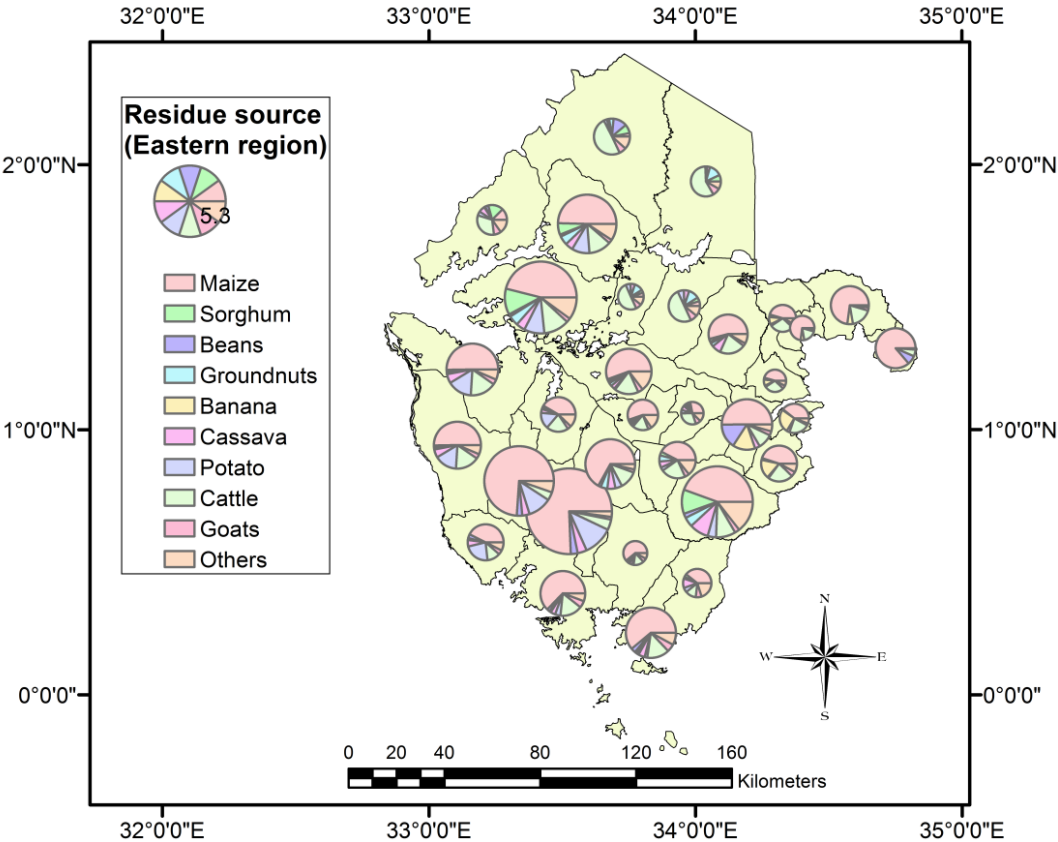 32°0'0"E 33°0'0"E 34°0'0"E 35°0'0"E
Residue source
(Eastern region)
5.3
Maize
Sorghum
Beans
Groundnuts
Banana
Cassava
Potato
Cattle
Goats
Others
2°0'0"N 2°0'0"N
1°0'0"N 1°0'0"N
0°0'0" 0°0'0"
N
W E
S
0 20 40 80 120 160
Kilometers
32°0'0"E 33°0'0"E 34°0'0"E 35°0'0"E